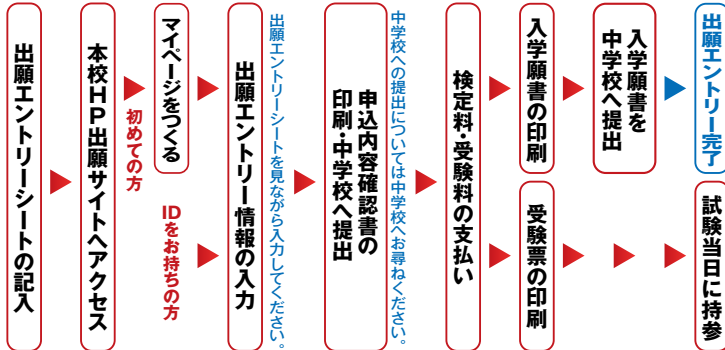 出願エントリーシートの記入
本校HP出願サイトへアクセス
初めての方
マイページをつくる
IDをお持ちの方
出願エントリー情報の入力
出願エントリーシートを見ながら入力してください。
申込内容確認書の
印刷・中学校へ提出
中学校への提出については中学校へお尋ねください。
検定料・受験料の支払い
入学願書の印刷
入学願書を
中学校へ提出
出願エントリー完了
受験票の印刷
試験当日に持参